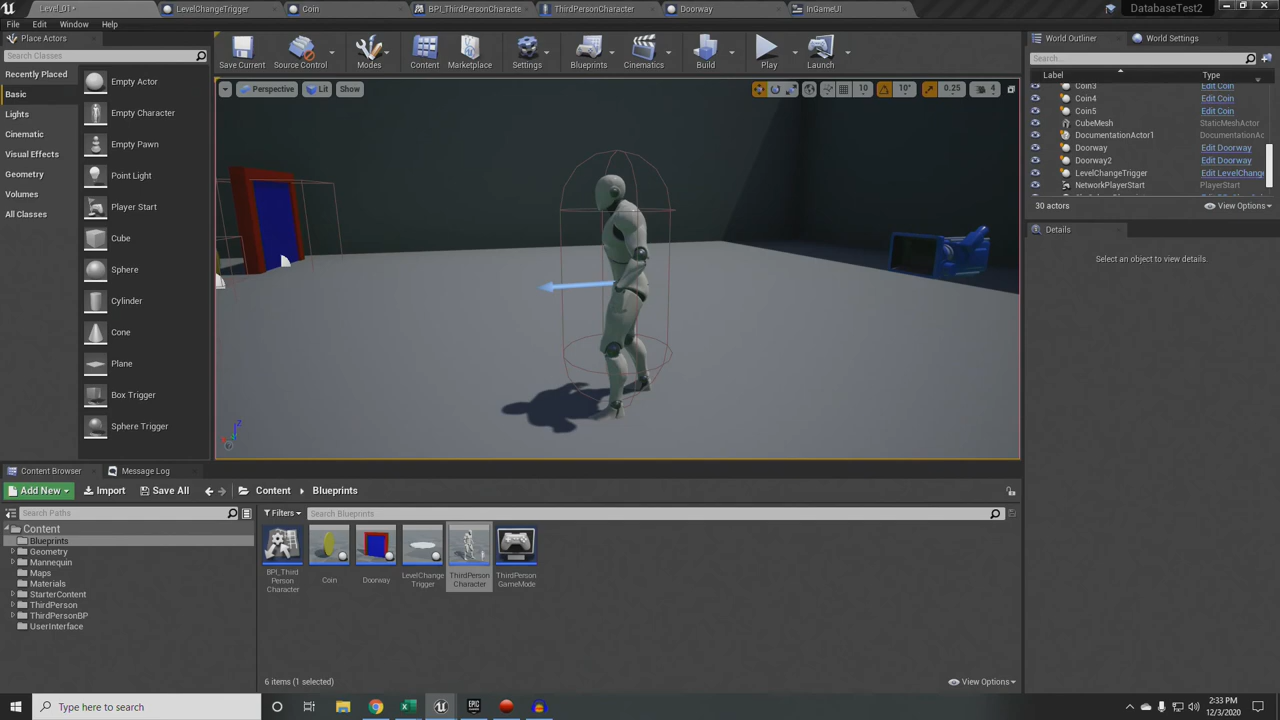 Level_01*
LevelChangeTrigger
Coin
BPI_ThirdPersonCharacte
ThirdPersonCharacter
Doorway
InGameUI
DatabaseTest2
File Edit Window Help
Place Actors
Search Classes
Recently Placed
Basic
Lights
Cinematic
Visual Effects
Geometry
Volumes
All Classes
Empty Actor
Empty Character
Empty Pawn
Point Light
Player Start
Cube
Sphere
Cylinder
Cone
Plane
Box Trigger
Sphere Trigger
Save Current
Source Control
Modes
Content
Marketplace
Settings
Blueprints
Cinematics
Build
Play
Launch
Perspective
Lit
Show
10
10°
0.25
4
World Outliner
World Settings
Search...
Label
Type
Coin3 Edit Coin
Coin4 Edit Coin
Coin5 Edit Coin
CubeMesh StaticMeshActor
DocumentationActor1 DocumentationAc
Doorway Edit Doorway
Doorway2 Edit Doorway
LevelChangeTrigger Edit LevelChange
NetworkPlayerStart PlayerStart
30 actors
View Options
Details
Select an object to view details.
Z
Content Browser
Message Log
Add New
Import
Save All
Content
Blueprints
Search Paths
Filters
Search Blueprints
Content
Blueprints
Geometry
Mannequin
Maps
Materials
StarterContent
ThirdPerson
ThirdPersonBP
UserInterface
BPI_Third
Person
Character
Coin
Doorway
LevelChange
Trigger
ThirdPerson
Character
ThirdPerson
GameMode
6 items (1 selected)
View Options
Type here to search
EPIC
2:33 PM
12/3/2020